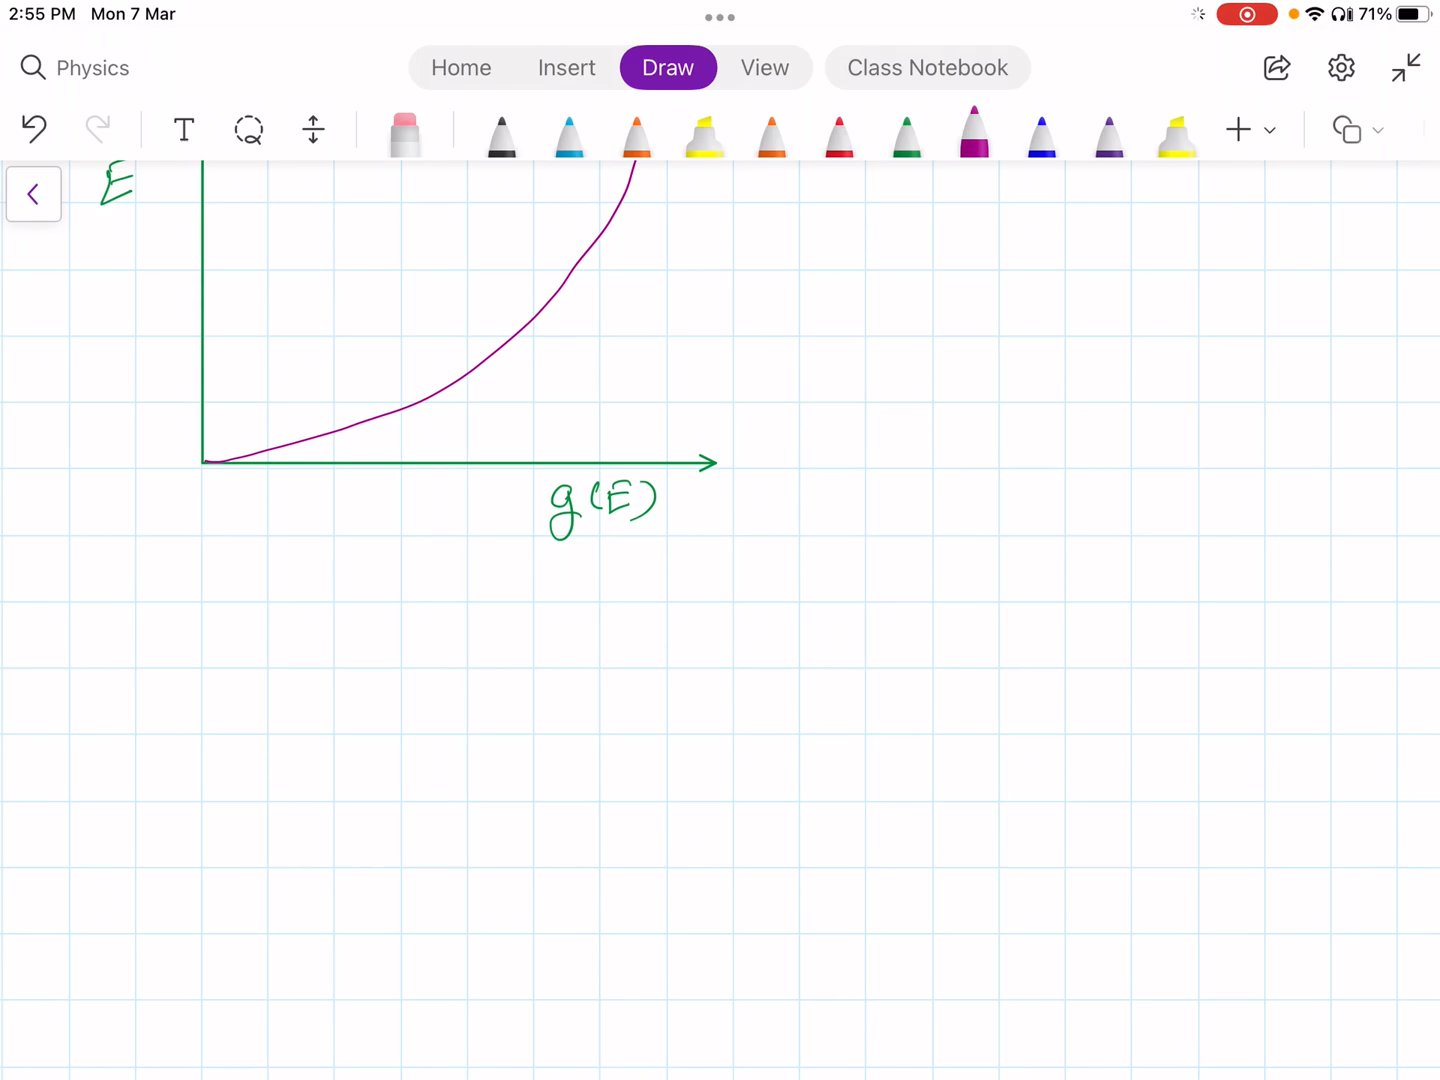 2:55 PM Mon 7 Mar 71%
Physics Home Insert Draw View Class Notebook
T
E
g(E)